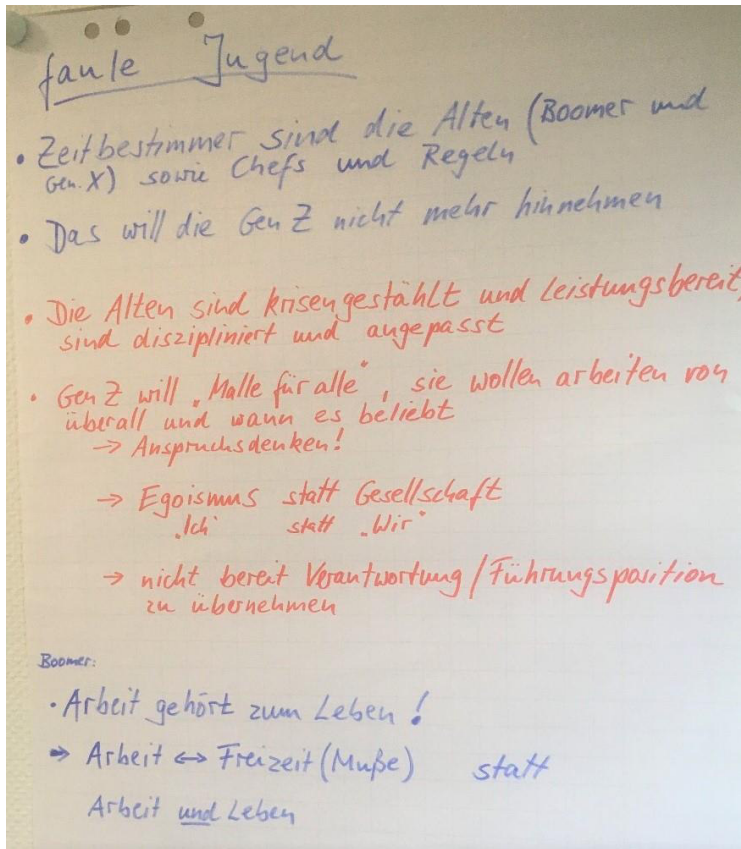 faule Jugend
• Zeitbestimmer sind die Alten (Boomer und
Gen. X) sowie Chefs und Regeln
• Das will die Gen Z nicht mehr hinnehmen
• Die Alten sind krisengestählt und leistungsbereit,
sind diszipliniert und angepasst
• Gen Z will „Malle für alle“, sie wollen arbeiten von
überall und wann es beliebt
→ Anspruchsdenken!
→ Egoismus statt Gesellschaft
„Ich“ statt „Wir“
→ nicht bereit Verantwortung/Führungsposition
zu übernehmen
Boomer:
• Arbeit gehört zum Leben!
→ Arbeit ↔ Freizeit (Muße) statt
Arbeit und Leben